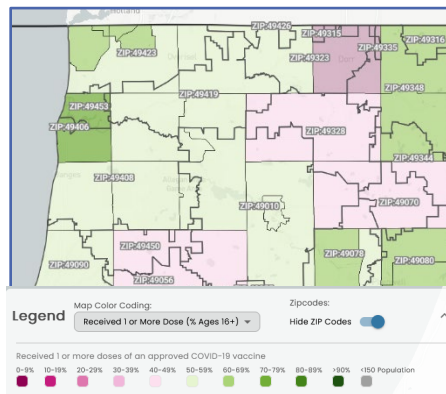 Holland
ZIP:49426
ZIP:49315
ZIP:49316
ZIP:49423
ZIP:49335
ZIP:49323
ZIP:49419
ZIP:49348
ZIP:49453
ZIP:49406
ZIP:49328
ZIP:49344
ZIP:49408
ZIP:49070
ZIP:49010
ZIP:49450
ZIP:49078
ZIP:49080
ZIP:49090
ZIP:49056
Legend
Map Color Coding:
Received 1 or More Dose (% Ages 16+)
Zipcodes:
Hide ZIP Codes
Received 1 or more doses of an approved COVID-19 vaccine
0-9% 10-19% 20-29% 30-39% 40-49% 50-59% 60-69% 70-79% 80-89% >90% <150 Population